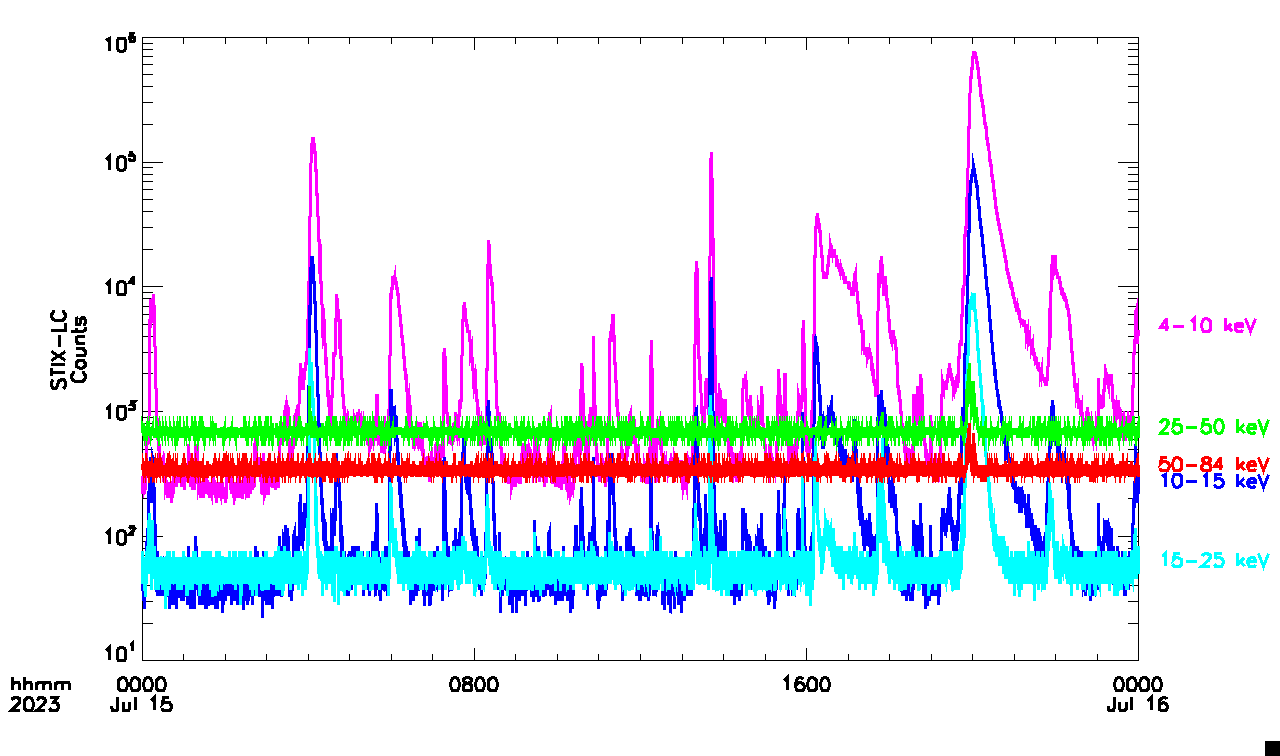 10⁶
10⁵
10⁴
10³
10²
10¹
STIX-LC
Counts
4-10 keV
25-50 keV
50-84 keV
10-15 keV
15-25 keV
hhmm 0000 0800 1600 0000
2023 Jul 15 Jul 16